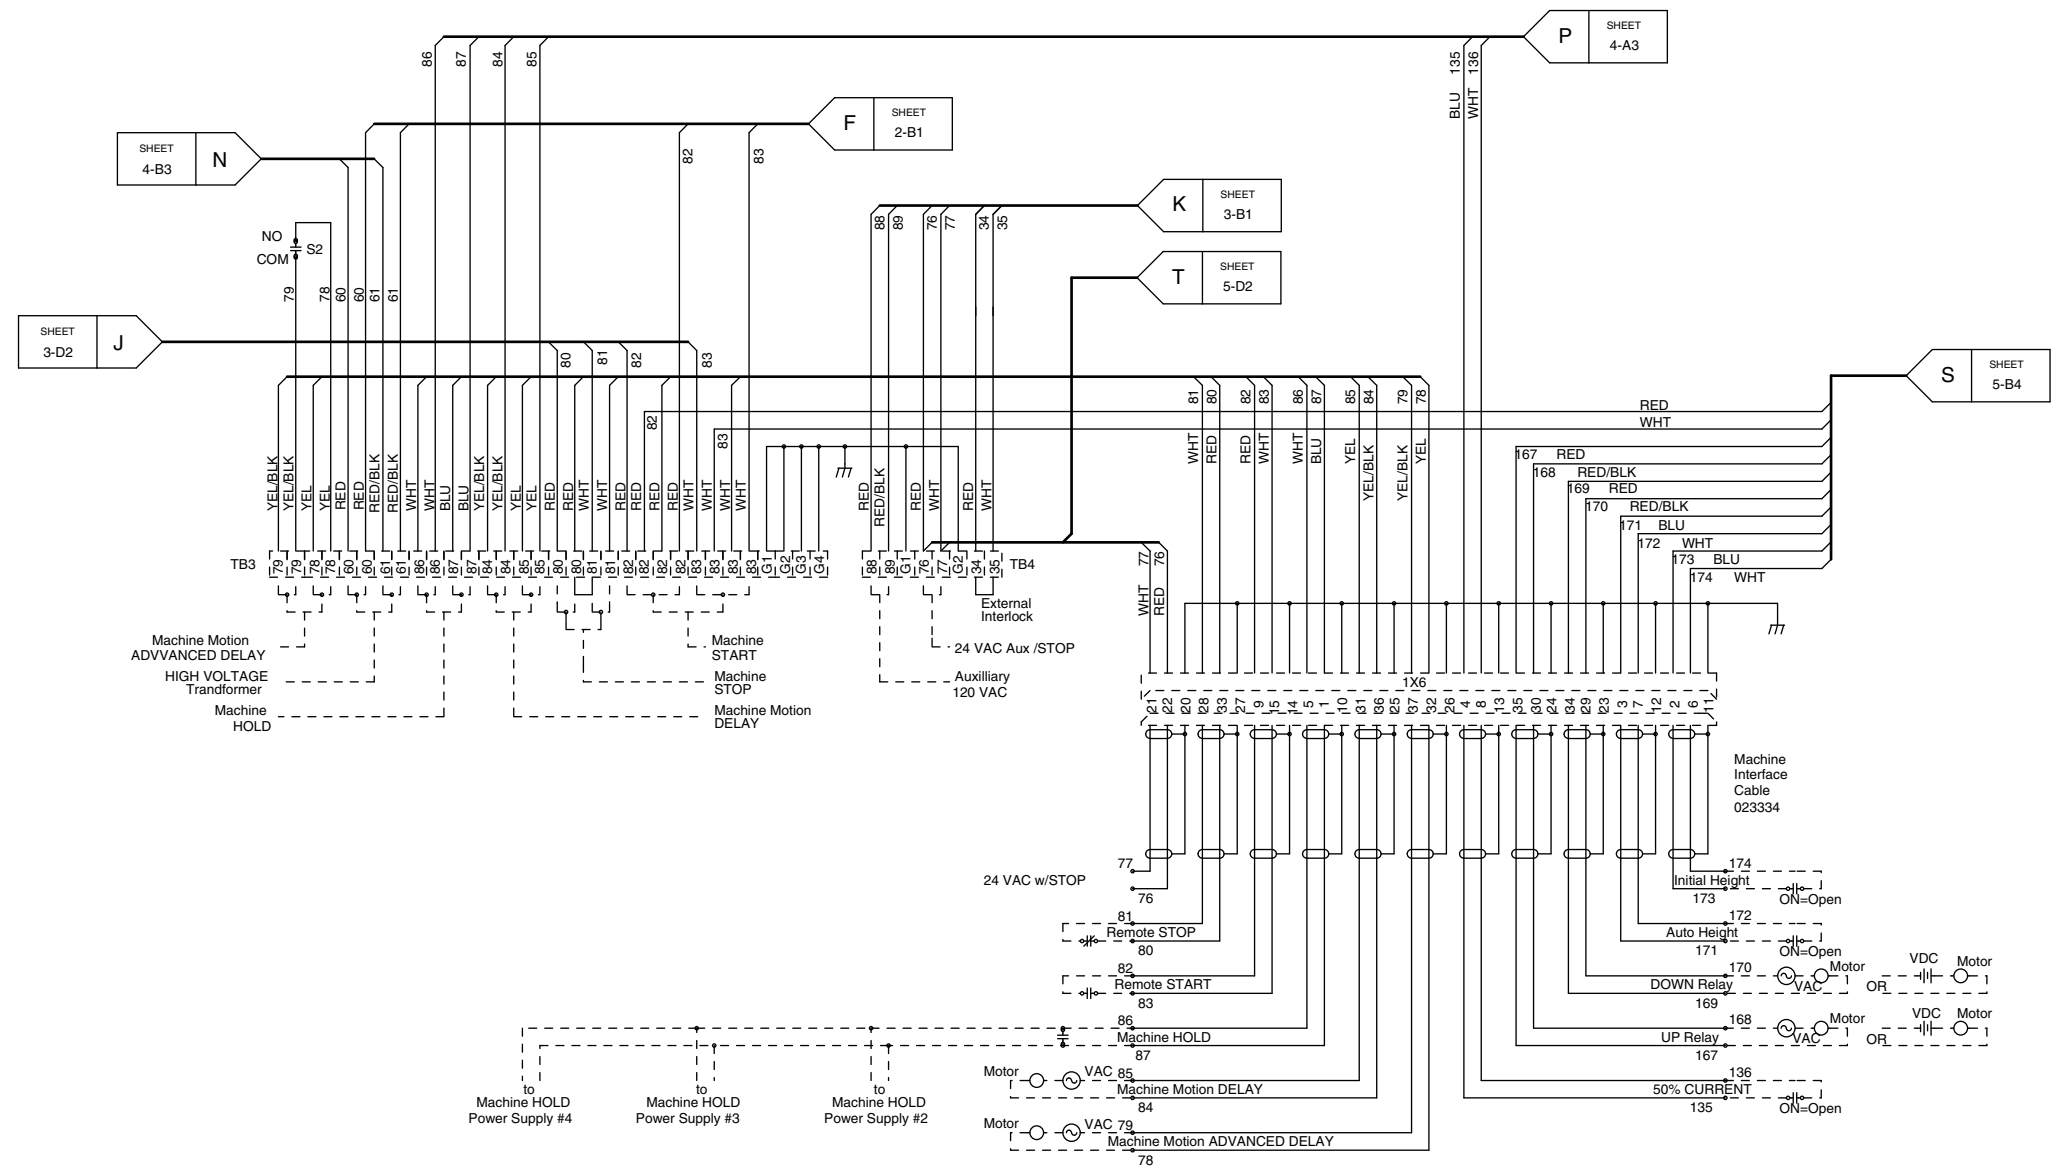 P
SHEET
4-A3
86
87
84
85
135
136
BLU
WHT
F
SHEET
2-B1
82
83
SHEET
4-B3
N
K
SHEET
3-B1
88
89
76
77
34
35
NO
COM
S2
79
78
60
60
61
61
T
SHEET
5-D2
SHEET
3-D2
J
80
81
82
83
S
SHEET
5-B4
81
80
82
83
86
87
85
84
79
78
82
83
RED
WHT
WHT
RED
RED
WHT
WHT
BLU
YEL
YEL/BLK
YEL/BLK
YEL
167
RED
168
RED/BLK
169
RED
170
RED/BLK
171
BLU
172
WHT
173
BLU
174
WHT
YEL/BLK
YEL/BLK
YEL
YEL
RED
RED
RED/BLK
RED/BLK
WHT
WHT
BLU
BLU
YEL/BLK
YEL/BLK
YEL
YEL
RED
RED
WHT
WHT
RED
RED
RED
RED
WHT
WHT
WHT
WHT
RED
RED/BLK
RED
WHT
RED
WHT
TB3
79
79
78
78
60
60
61
61
86
86
87
87
84
84
85
85
80
80
81
81
82
82
82
82
83
83
83
83
G1
G2
G3
G4
88
89
G1
76
77
G2
34
35
TB4
77
76
WHT
RED
External
Interlock
Machine Motion
ADVVANCED DELAY
HIGH VOLTAGE
Trandformer
Machine
HOLD
Machine
START
Machine
STOP
Machine Motion
DELAY
24 VAC Aux /STOP
Auxilliary
120 VAC
1X6
21
22
20
28
33
27
9
15
14
5
1
10
31
36
25
37
32
26
4
8
13
35
30
24
34
29
23
3
7
12
2
6
11
Machine
Interface
Cable
023334
77
24 VAC w/STOP
76
81
Remote STOP
80
82
Remote START
83
86
Machine HOLD
87
Motor
VAC
85
Machine Motion DELAY
84
Motor
VAC
79
Machine Motion ADVANCED DELAY
78
to
Machine HOLD
Power Supply #4
to
Machine HOLD
Power Supply #3
to
Machine HOLD
Power Supply #2
174
Initial Height
173
ON=Open
172
Auto Height
171
ON=Open
170
DOWN Relay
169
VAC
Motor
OR
VDC
Motor
168
UP Relay
167
VAC
Motor
OR
VDC
Motor
136
50% CURRENT
135
ON=Open